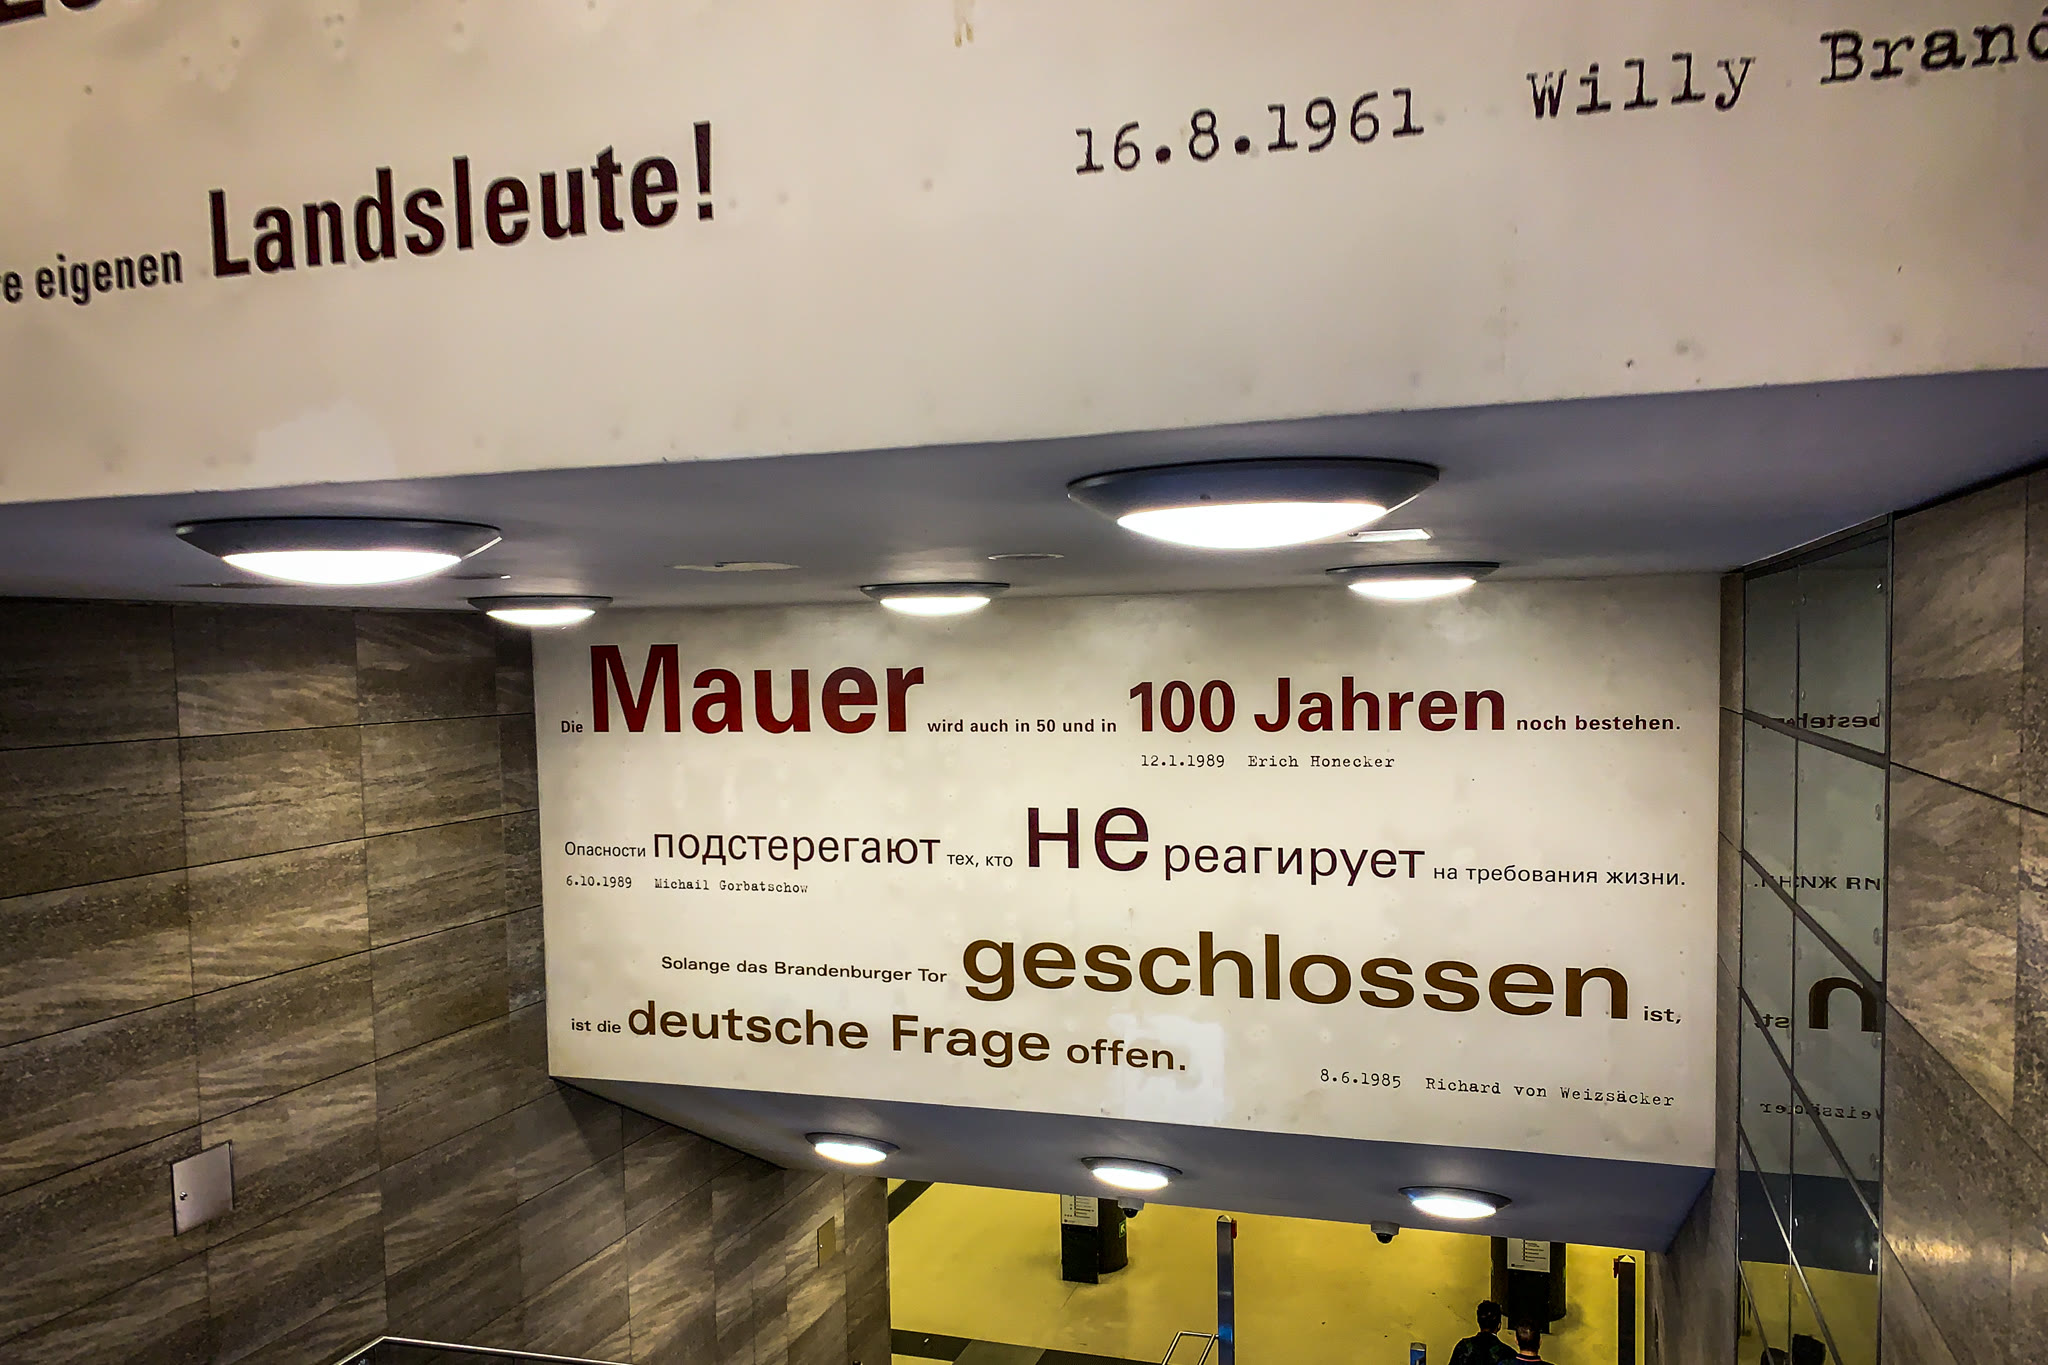 eigenen Landsleute!
16.8.1961 Willy
Die Mauer wird auch in 50 und in 100 Jahren noch bestehen.
12.1.1989 Erich Honecker
Опасности подстерегают тех, кто не реагирует на требования жизни.
6.10.1989 Michail Gorbatschow
Solange das Brandenburger Tor geschlossen ist,
ist die deutsche Frage offen.
8.6.1985 Richard von Weizsäcker